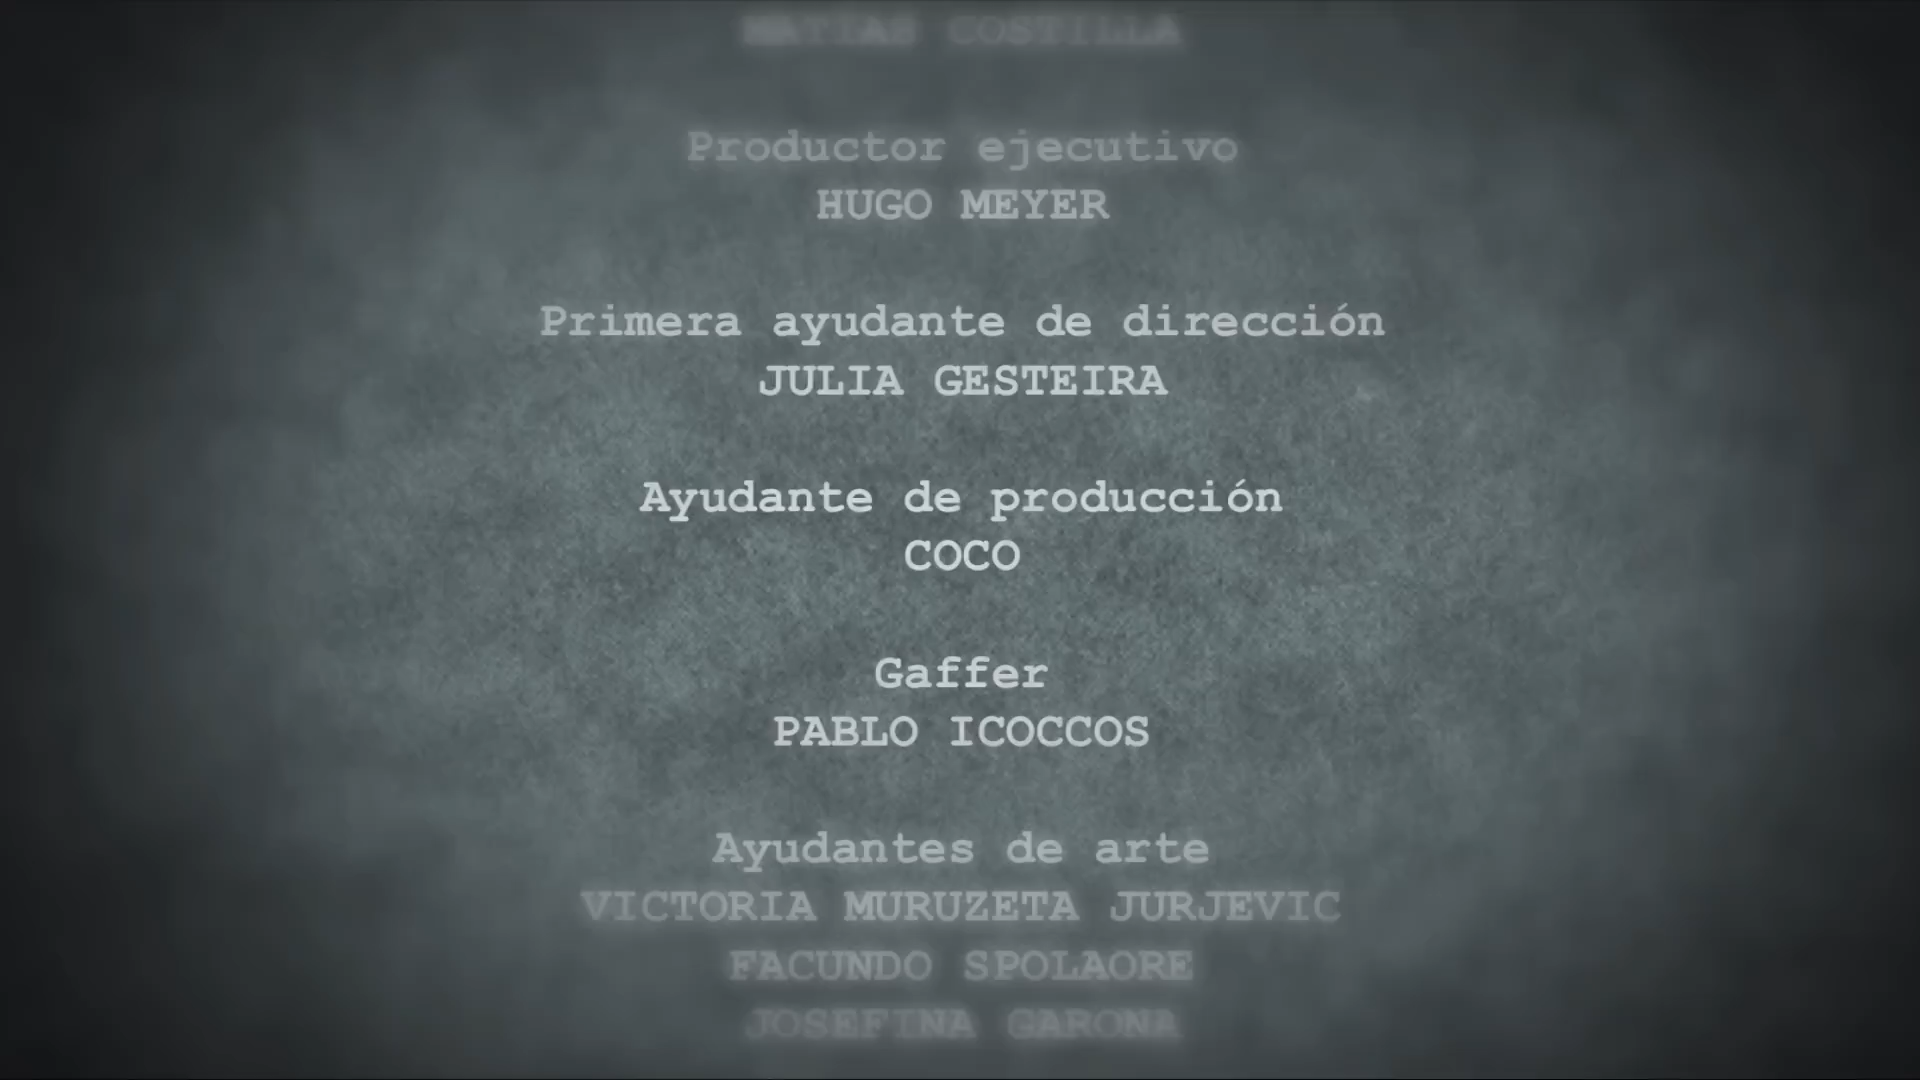 MATÍAS COSTILLA
Productor ejecutivo
HUGO MEYER
Primera ayudante de dirección
JULIA GESTEIRA
Ayudante de producción
COCO
Gaffer
PABLO ICOCCOS
Ayudantes de arte
VICTORIA MURUZETA JURJEVIC
FACUNDO SPOLAORE
JOSEFINA GARONA